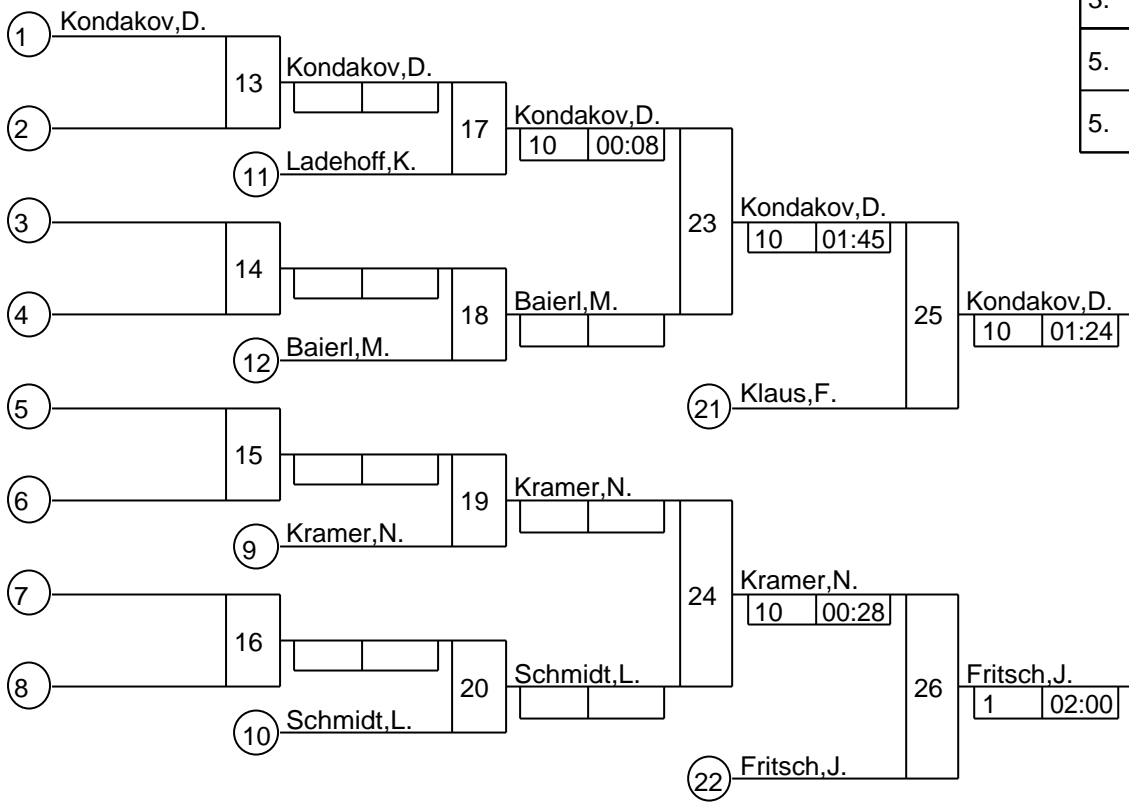 3.
1 Kondakov,D.
13 Kondakov,D.
5.
2
17 Kondakov,D.
10 00:08
5.
11 Ladehoff,K.
3
23 Kondakov,D.
10 01:45
14
4
18 Baierl,M.
25 Kondakov,D.
10 01:24
12 Baierl,M.
5
21 Klaus,F.
15
6
19 Kramer,N.
9 Kramer,N.
7
24 Kramer,N.
10 00:28
16
8
20 Schmidt,L.
26 Fritsch,J.
1 02:00
10 Schmidt,L.
22 Fritsch,J.